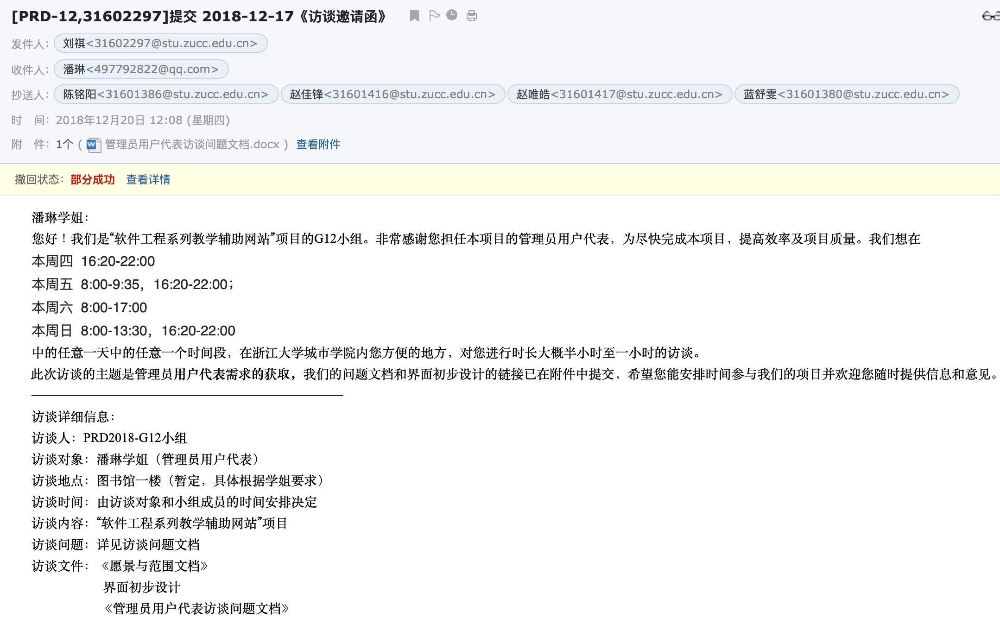 [PRD-12,31602297]提交 2018-12-17《访谈邀请函》
发件人：刘祺<31602297@stu.zucc.edu.cn>
收件人：潘琳<497792822@qq.com>
抄送人：陈铭阳<31601386@stu.zucc.edu.cn> 赵佳锋<31601416@stu.zucc.edu.cn> 赵唯皓<31601417@stu.zucc.edu.cn> 蓝舒雯<31601380@stu.zucc.edu.cn>
时 间：2018年12月20日 12:08 (星期四)
附 件：1个 ( 管理员用户代表访谈问题文档.docx ) 查看附件
撤回状态：部分成功 查看详情
潘琳学姐：
您好！我们是“软件工程系列教学辅助网站”项目的G12小组。非常感谢您担任本项目的管理员用户代表，为尽快完成本项目，提高效率及项目质量。我们想在
本周四 16:20-22:00
本周五 8:00-9:35，16:20-22:00；
本周六 8:00-17:00
本周日 8:00-13:30，16:20-22:00
中的任意一天中的任意一个时间段，在浙江大学城市学院内您方便的地方，对您进行时长大概半小时至一小时的访谈。
此次访谈的主题是管理员用户代表需求的获取，我们的问题文档和界面初步设计的链接已在附件中提交，希望您能安排时间参与我们的项目并欢迎您随时提供信息和意见。
访谈详细信息：
访谈人：PRD2018-G12小组
访谈对象：潘琳学姐（管理员用户代表）
访谈地点：图书馆一楼（暂定，具体根据学姐要求）
访谈时间：由访谈对象和小组成员的时间安排决定
访谈内容：“软件工程系列教学辅助网站”项目
访谈问题：详见访谈问题文档
访谈文件：《愿景与范围文档》
界面初步设计
《管理员用户代表访谈问题文档》